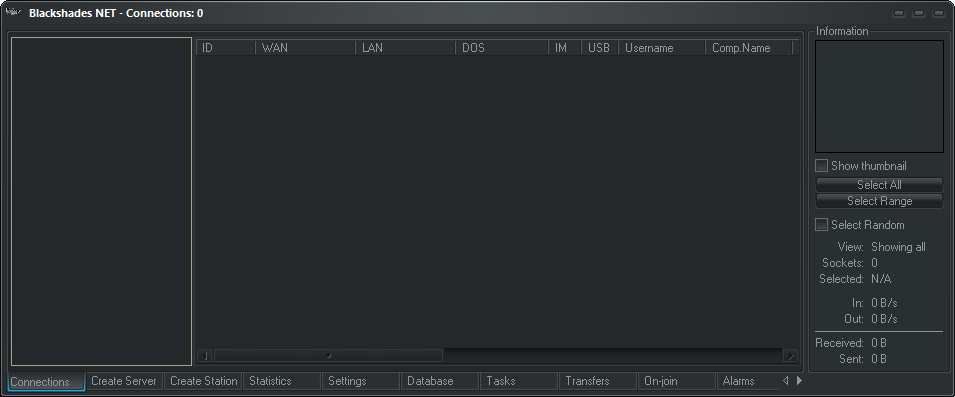 Blackshades NET - Connections: 0
Information
ID WAN LAN DOS IM USB Username Comp.Name
Show thumbnail
Select All
Select Range
Select Random
View: Showing all
Sockets: 0
Selected: N/A
In: 0 B/s
Out: 0 B/s
Received: 0 B
Sent: 0 B
Connections Create Server Create Station Statistics Settings Database Tasks Transfers On-join Alarms